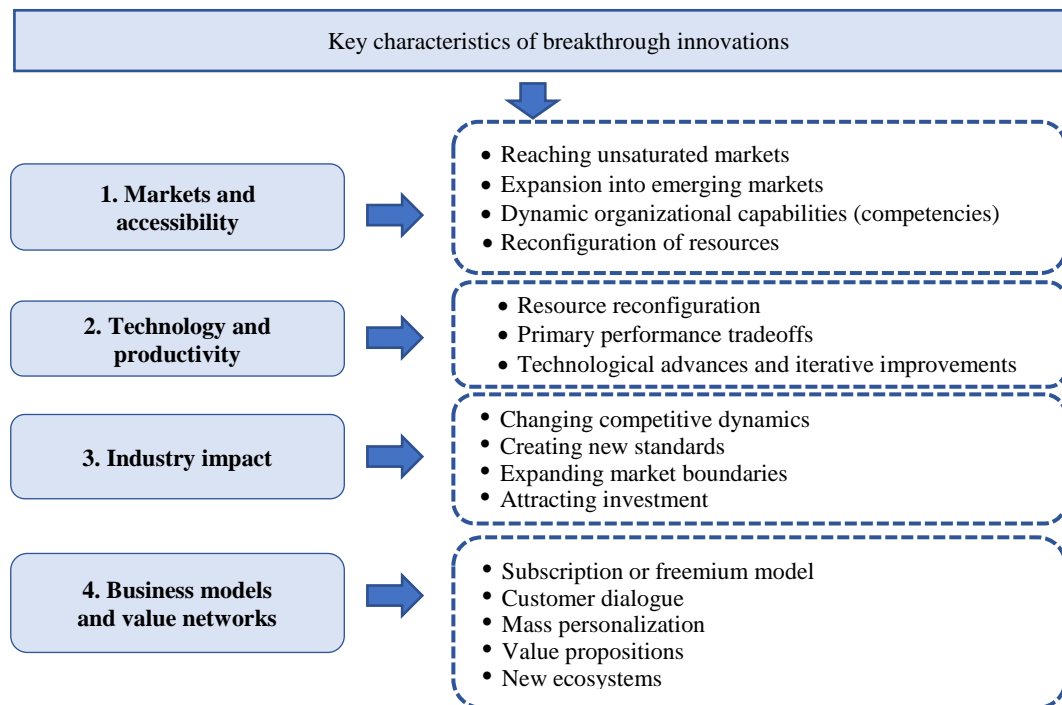 Key characteristics of breakthrough innovations
1. Markets and
accessibility
• Reaching unsaturated markets
• Expansion into emerging markets
• Dynamic organizational capabilities (competencies)
• Reconfiguration of resources
2. Technology and
productivity
• Resource reconfiguration
• Primary performance tradeoffs
• Technological advances and iterative improvements
3. Industry impact
• Changing competitive dynamics
• Creating new standards
• Expanding market boundaries
• Attracting investment
4. Business models
and value networks
• Subscription or freemium model
• Customer dialogue
• Mass personalization
• Value propositions
• New ecosystems